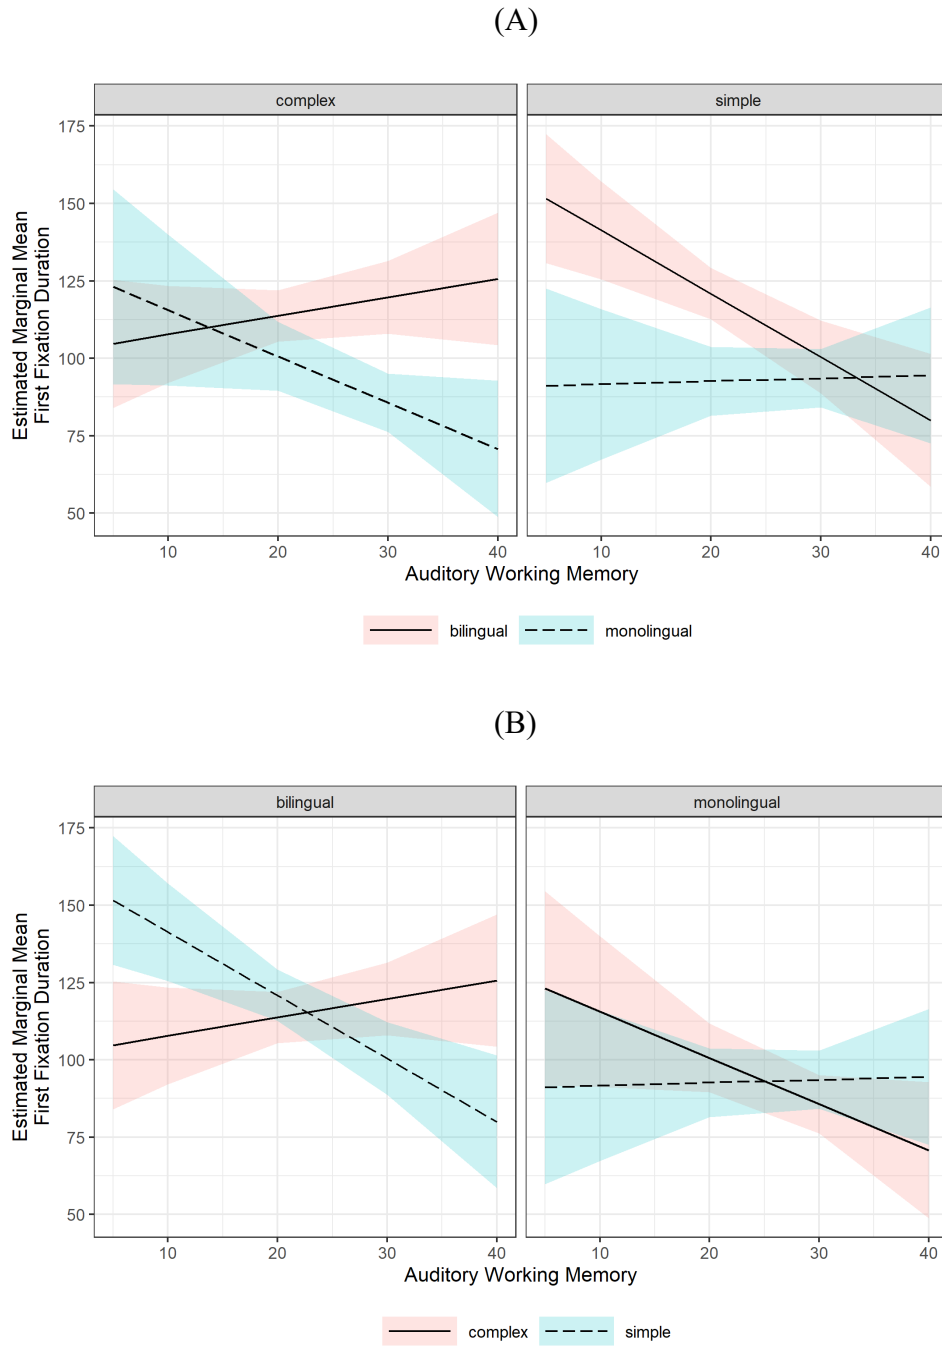 (A)
complex
simple
175
150
125
100
75
50
Estimated Marginal Mean
First Fixation Duration
10
20
30
40
10
20
30
40
Auditory Working Memory
bilingual
monolingual
(B)
bilingual
monolingual
175
150
125
100
75
50
Estimated Marginal Mean
First Fixation Duration
10
20
30
40
10
20
30
40
Auditory Working Memory
complex
simple